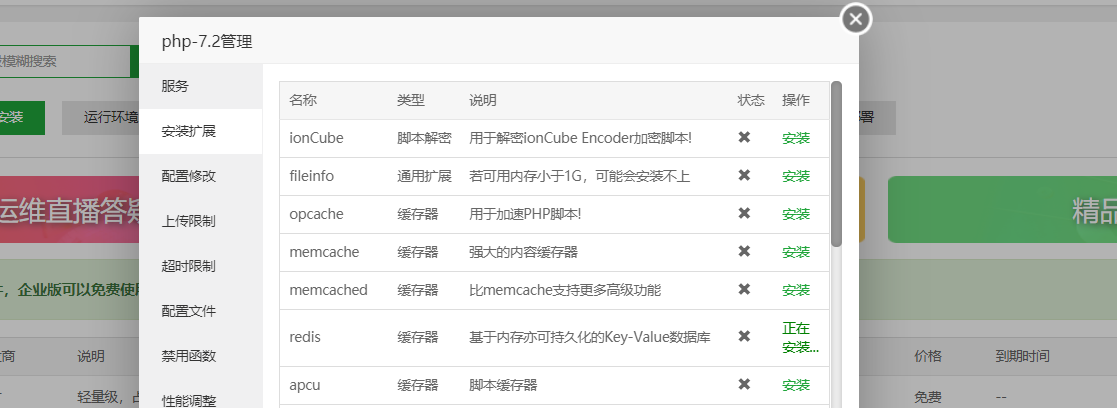 php-7.2管理
模糊搜索
服务
安装扩展
配置修改
上传限制
超时限制
配置文件
禁用函数
性能调整
名称 类型 说明 状态 操作
ionCube 脚本解密 用于解密ionCube Encoder加密脚本! ✖ 安装
fileinfo 通用扩展 若可用内存小于1G，可能会安装不上 ✖ 安装
opcache 缓存器 用于加速PHP脚本! ✖ 安装
memcache 缓存器 强大的内容缓存器 ✖ 安装
memcached 缓存器 比memcache支持更多高级功能 ✖ 安装
redis 缓存器 基于内存亦可持久化的Key-Value数据库 ✖ 正在
安装...
apcu 缓存器 脚本缓存器 ✖ 安装
安装 运行环境
运维直播答疑
精品
，企业版可以免费使用
商 说明 价格 到期时间
轻量级，占 免费 --